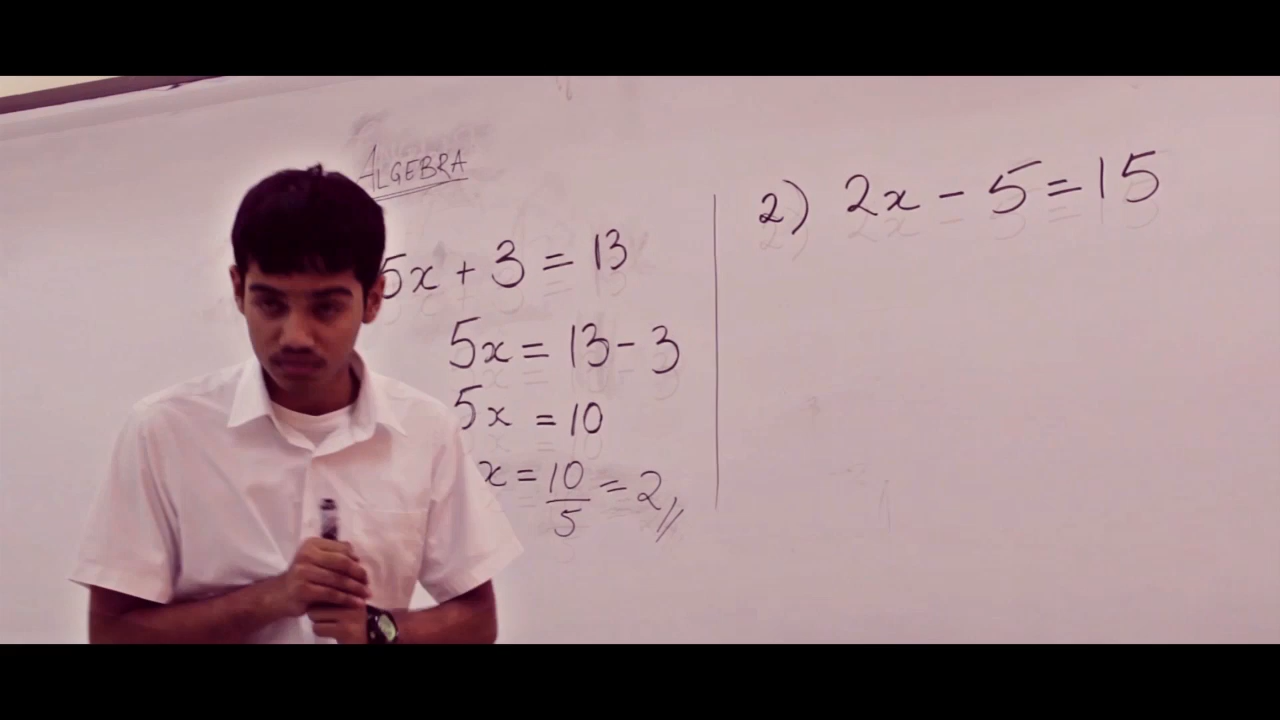 ALGEBRA
5x + 3 = 13
5x = 13 - 3
5x = 10
x = 10/5 = 2
2) 2x - 5 = 15